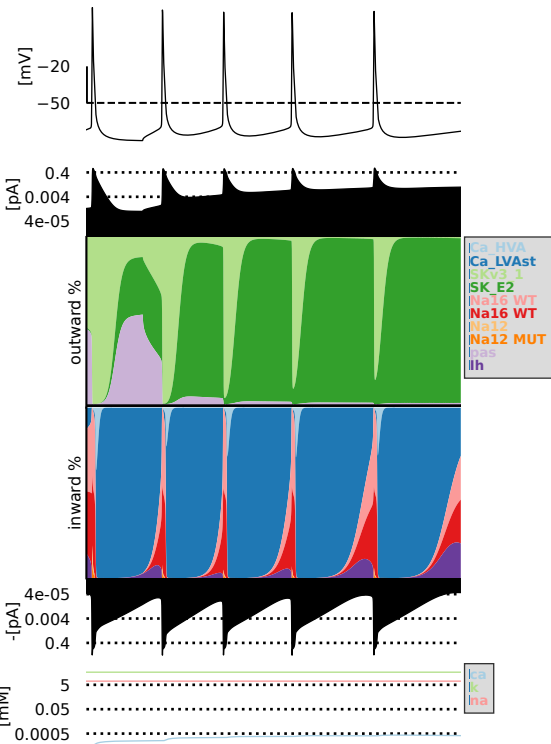 [mV]
−20
−50
[pA]
0.4
0.004
4e-05
outward %
Ca_HVA
Ca_LVAst
SKv3_1
SK_E2
Na16 WT
Na16 WT
Na12
Na12 MUT
pas
Ih
inward %
-[pA]
4e-05
0.004
0.4
[mM]
5
0.05
0.0005
ca
k
na